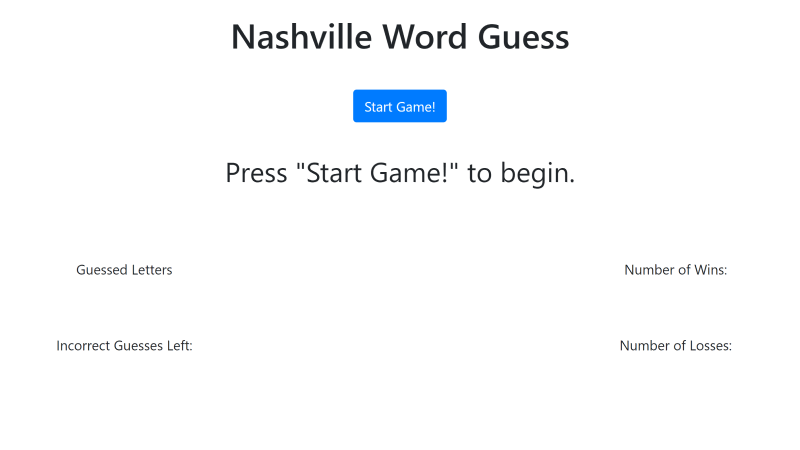 Nashville Word Guess
Start Game!
Press "Start Game!" to begin.
Guessed Letters
Number of Wins:
Incorrect Guesses Left:
Number of Losses: